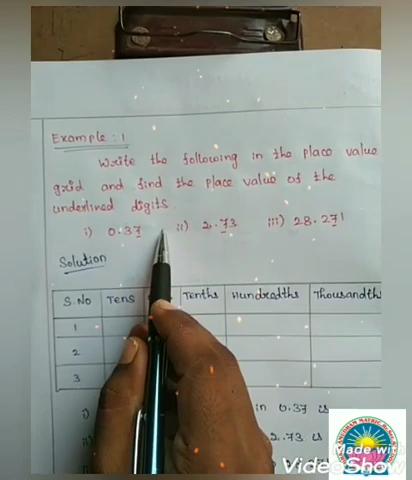 Example : 1
Write the following in the place value
grid and find the place value of the
underlined digits.
i) 0.37 ii) 2.73 iii) 28.271
Solution
S.No Tens Tenths Hundredths Thousandths
1
2
3
i) in 0.37 is
2.73 is
Made with
VideoShow